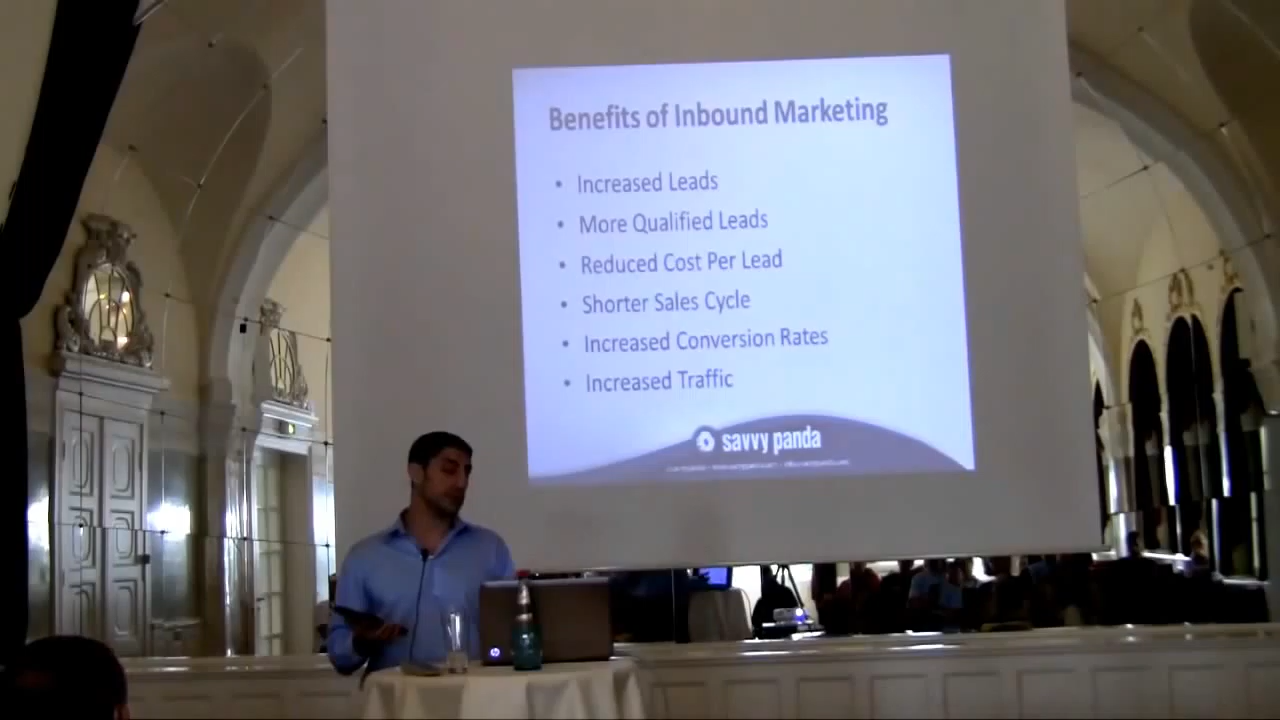 Benefits of Inbound Marketing
• Increased Leads
• More Qualified Leads
• Reduced Cost Per Lead
• Shorter Sales Cycle
• Increased Conversion Rates
• Increased Traffic
savvy panda
hp